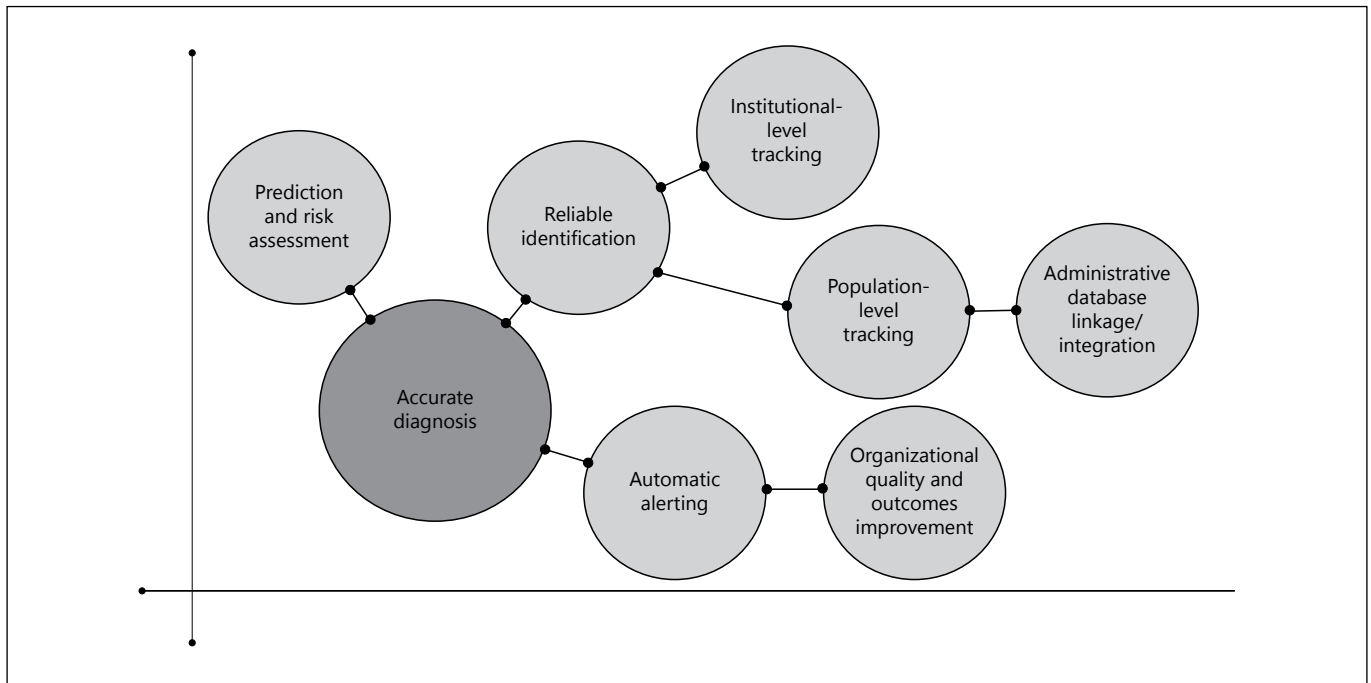 Prediction
and risk
assessment
Reliable
identification
Institutional-
level
tracking
Population-
level
tracking
Administrative
database
linkage/
integration
Accurate
diagnosis
Automatic
alerting
Organizational
quality and
outcomes
improvement